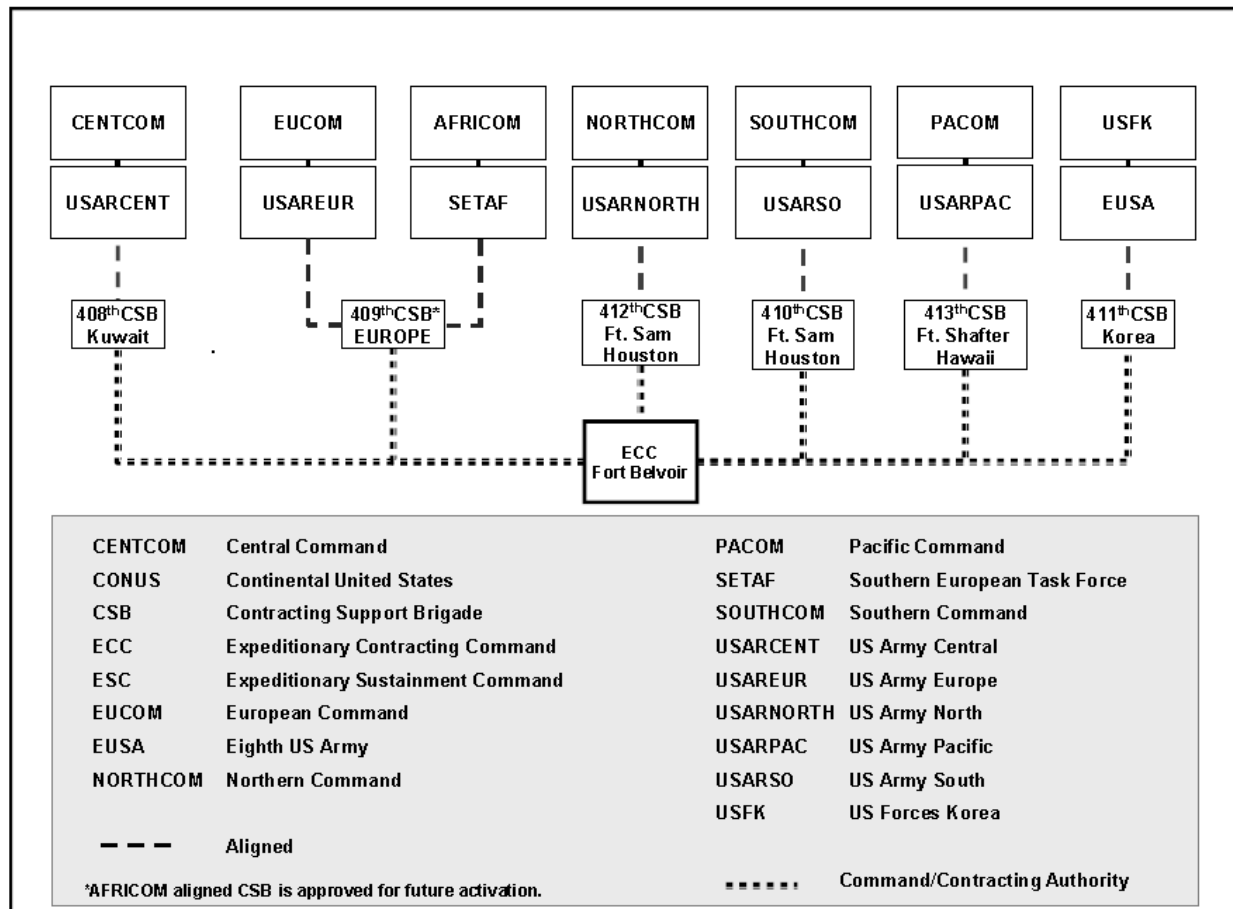 CENTCOM EUCOM AFRICOM NORTHCOM SOUTHCOM PACOM USFK
USARCENT USAREUR SETAF USARNORTH USARSO USARPAC EUSA
408thCSB
Kuwait
409thCSB*
EUROPE
412thCSB
Ft. Sam
Houston
410thCSB
Ft. Sam
Houston
413thCSB
Ft. Shafter
Hawaii
411thCSB
Korea
ECC
Fort Belvoir
CENTCOM Central Command
CONUS Continental United States
CSB Contracting Support Brigade
ECC Expeditionary Contracting Command
ESC Expeditionary Sustainment Command
EUCOM European Command
EUSA Eighth US Army
NORTHCOM Northern Command
Aligned
*AFRICOM aligned CSB is approved for future activation.
PACOM Pacific Command
SETAF Southern European Task Force
SOUTHCOM Southern Command
USARCENT US Army Central
USAREUR US Army Europe
USARNORTH US Army North
USARPAC US Army Pacific
USARSO US Army South
USFK US Forces Korea
Command/Contracting Authority